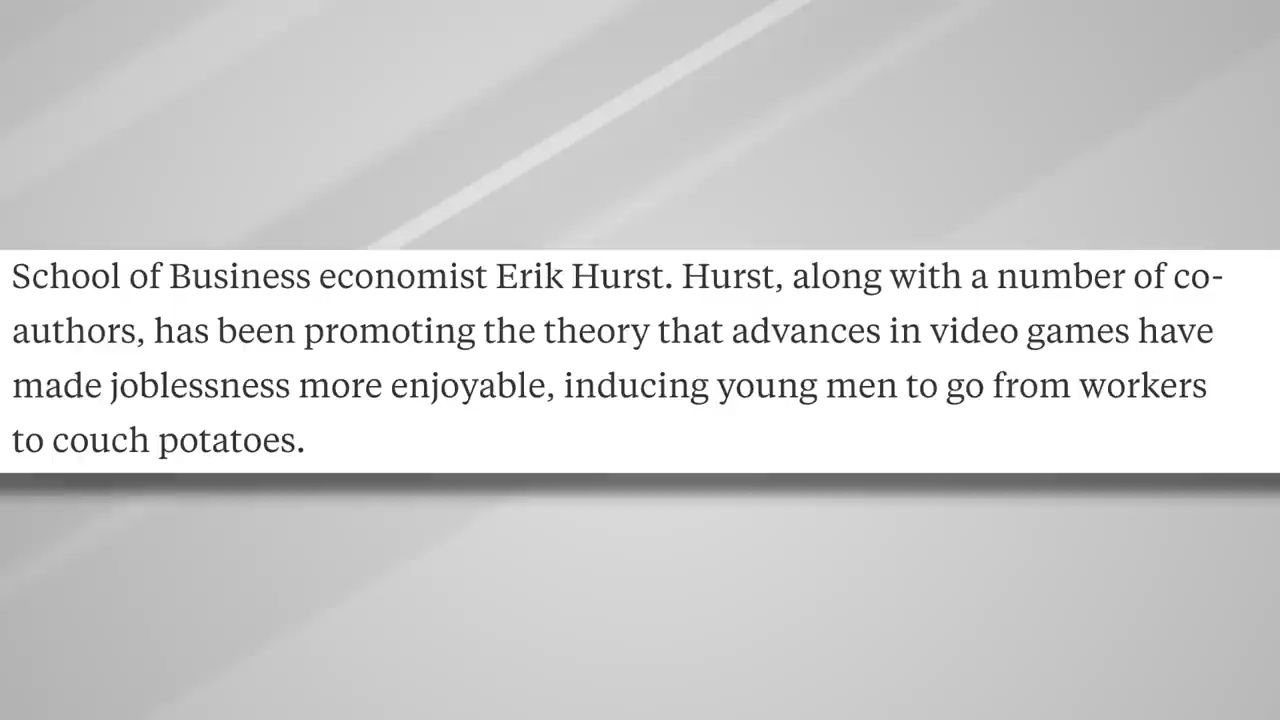 School of Business economist Erik Hurst. Hurst, along with a number of co-
authors, has been promoting the theory that advances in video games have
made joblessness more enjoyable, inducing young men to go from workers
to couch potatoes.